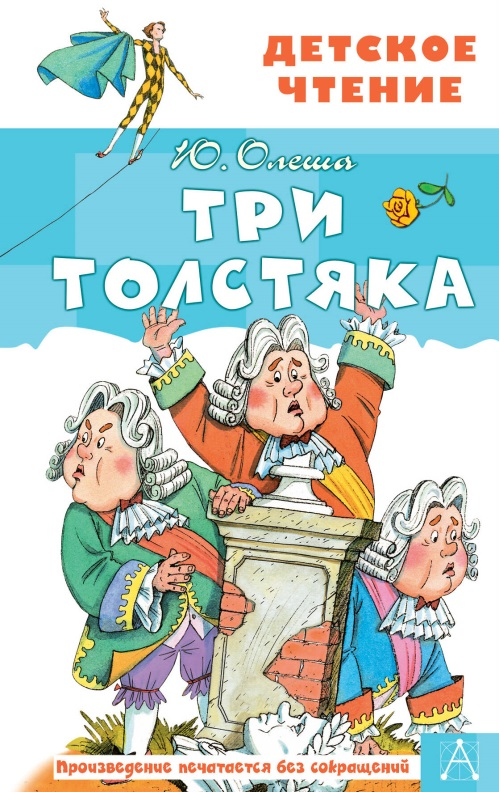 ДЕТСКОЕ
ЧТЕНИЕ
Ю. Олеша
ТРИ
ТОЛСТЯКА
Произведение печатается без сокращений